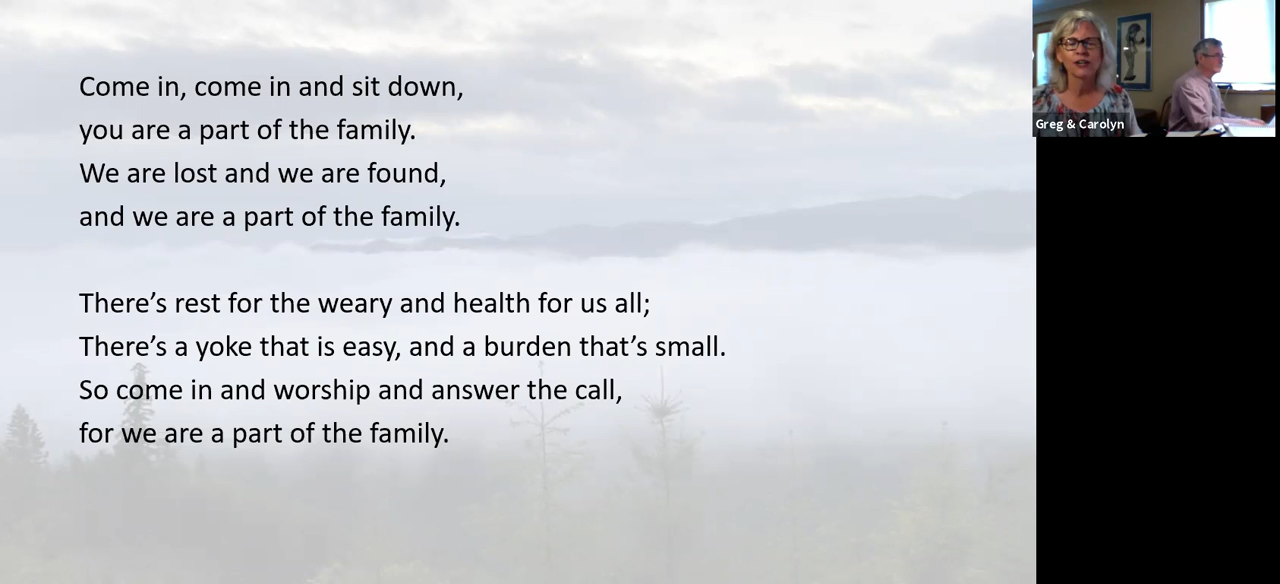 Come in, come in and sit down,
you are a part of the family.
We are lost and we are found,
and we are a part of the family.
There’s rest for the weary and health for us all;
There’s a yoke that is easy, and a burden that’s small.
So come in and worship and answer the call,
for we are a part of the family.
Greg & Carolyn